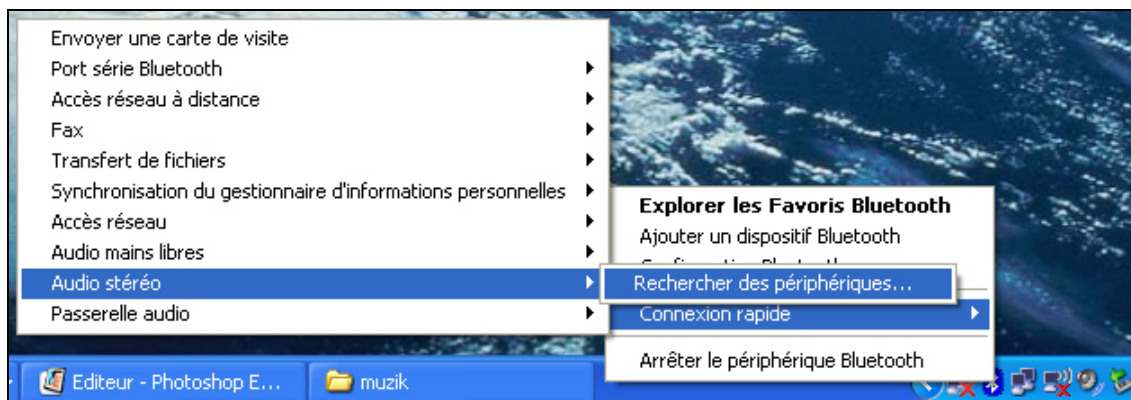 Envoyer une carte de visite
Port série Bluetooth
Accès réseau à distance
Fax
Transfert de fichiers
Synchronisation du gestionnaire d'informations personnelles
Accès réseau
Audio mains libres
Audio stéréo
Passerelle audio
Explorer les Favoris Bluetooth
Ajouter un dispositif Bluetooth
Rechercher des périphériques...
Connexion rapide
Arrêter le périphérique Bluetooth
Editeur - Photoshop E...
muzik